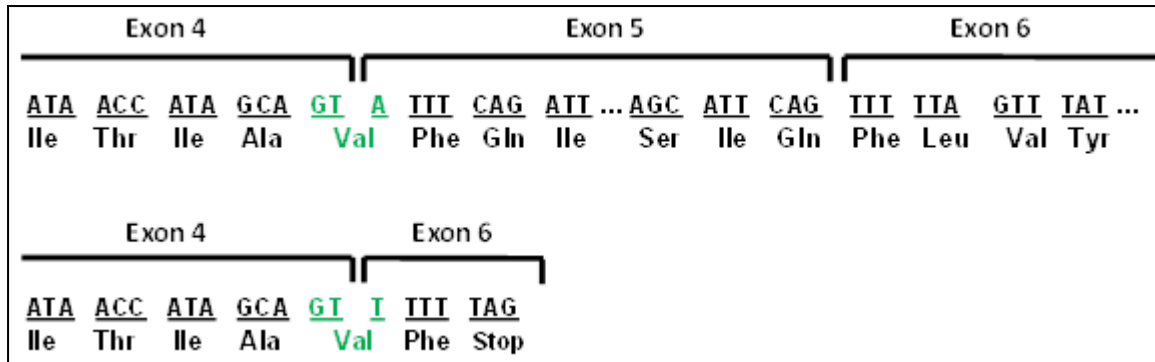 Exon 4 Exon 5 Exon 6
ATA ACC ATA GCA GT A TTT CAG ATT ... AGC ATT CAG TTT TTA GTT TAT ...
Ile Thr Ile Ala Val Phe Gln Ile Ser Ile Gln Phe Leu Val Tyr
Exon 4 Exon 6
ATA ACC ATA GCA GT T TTT TAG
Ile Thr Ile Ala Val Phe Stop